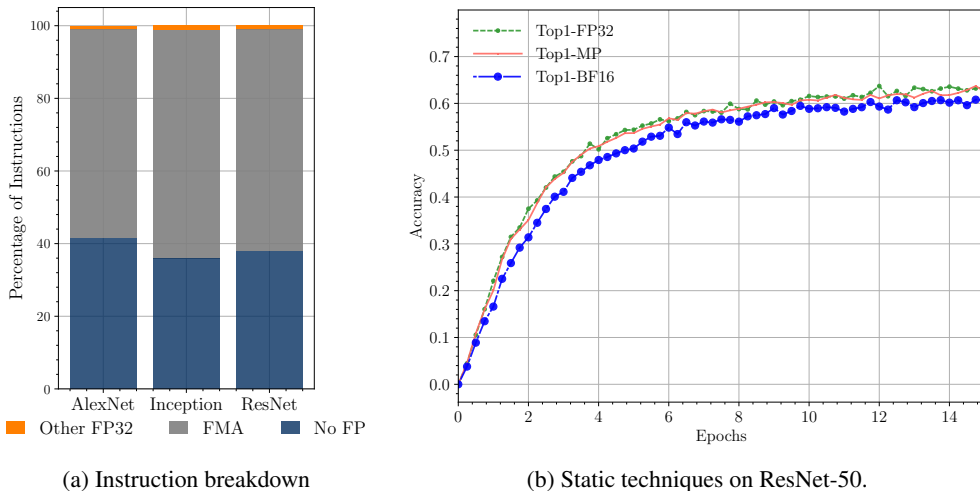 Percentage of Instructions
100
80
60
40
20
0
AlexNet Inception ResNet
Other FP32 FMA No FP
(a) Instruction breakdown
Top1-FP32
Top1-MP
Top1-BF16
Accuracy
0.7
0.6
0.5
0.4
0.3
0.2
0.1
0.0
0 2 4 6 8 10 12 14
Epochs
(b) Static techniques on ResNet-50.